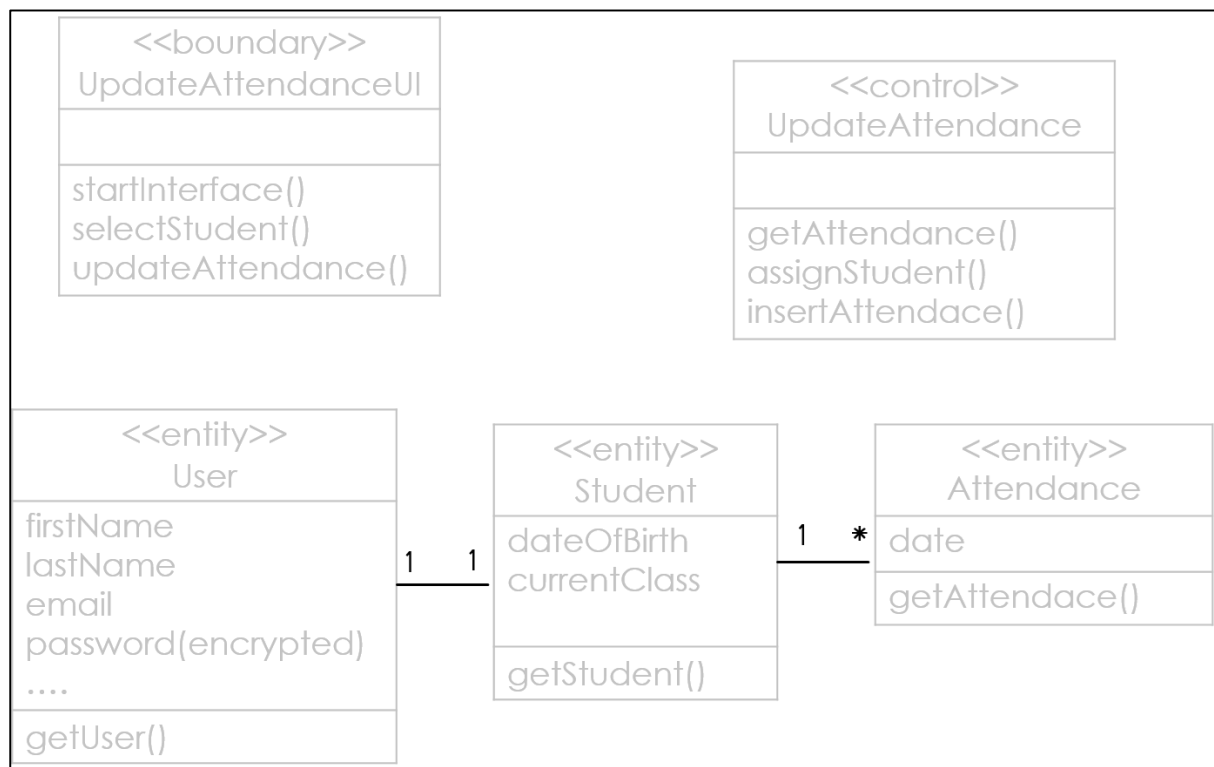 <<boundary>>
UpdateAttendanceUI
startInterface()
selectStudent()
updateAttendance()
<<control>>
UpdateAttendance
getAttendance()
assignStudent()
insertAttendace()
<<entity>>
User
firstName
lastName
email
password(encrypted)
....
getUser()
1 1
<<entity>>
Student
dateOfBirth
currentClass
getStudent()
1 *
<<entity>>
Attendance
date
getAttendace()